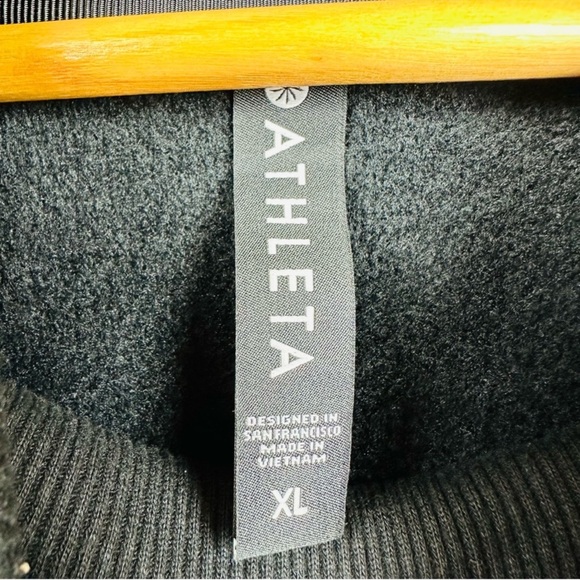 ATHLETA
DESIGNED IN
SAN FRANCISCO
MADE IN
VIETNAM
XL